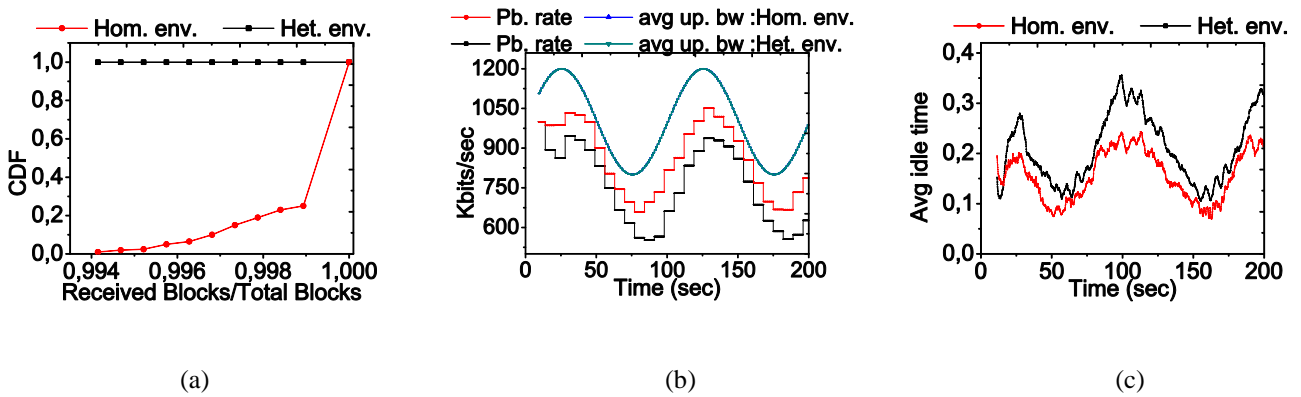 Hom. env. Het. env.
1,0
0,8
0,6
0,4
0,2
0,0
CDF
0,994 0,996 0,998 1,000
Received Blocks/Total Blocks
(a)
Pb. rate avg up. bw :Hom. env.
Pb. rate avg up. bw :Het. env.
1200
1050
900
750
600
Kbits/sec
0 50 100 150 200
Time (sec)
(b)
Hom. env. Het. env.
0,4
0,3
0,2
0,1
0,0
Avg idle time
0 50 100 150 200
Time (sec)
(c)